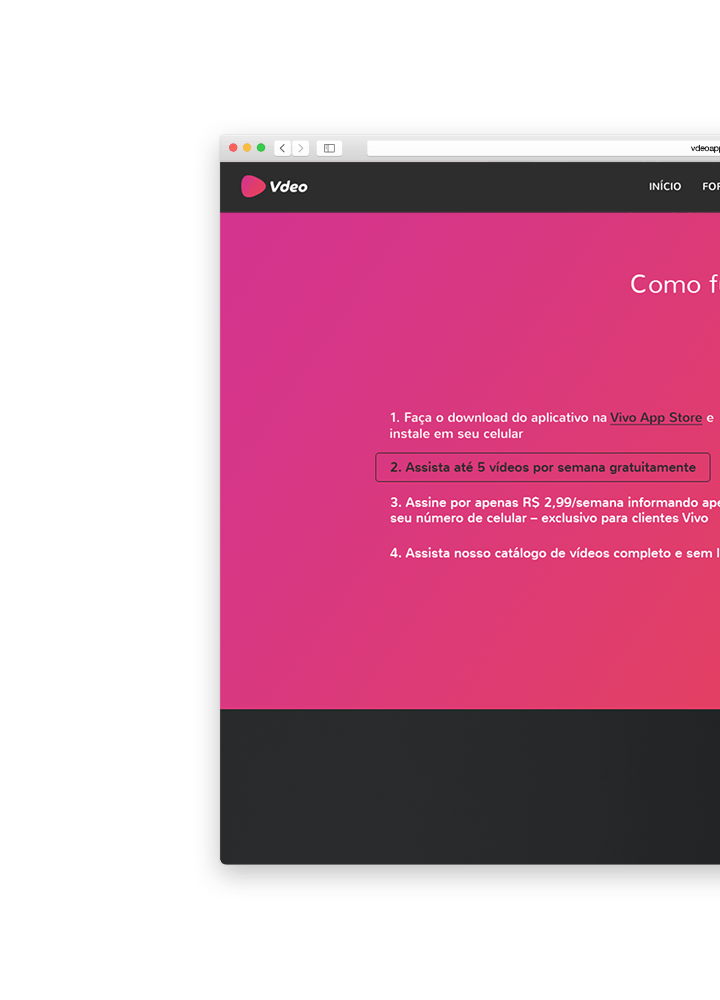 vdeoapp
Vdeo
INÍCIO
Como
1. Faça o download do aplicativo na Vivo App Store e
instale em seu celular
2. Assista até 5 vídeos por semana gratuitamente
3. Assine por apenas R$ 2,99/semana informando
seu número de celular – exclusivo para clientes Vivo
4. Assista nosso catálogo de vídeos completo e sem